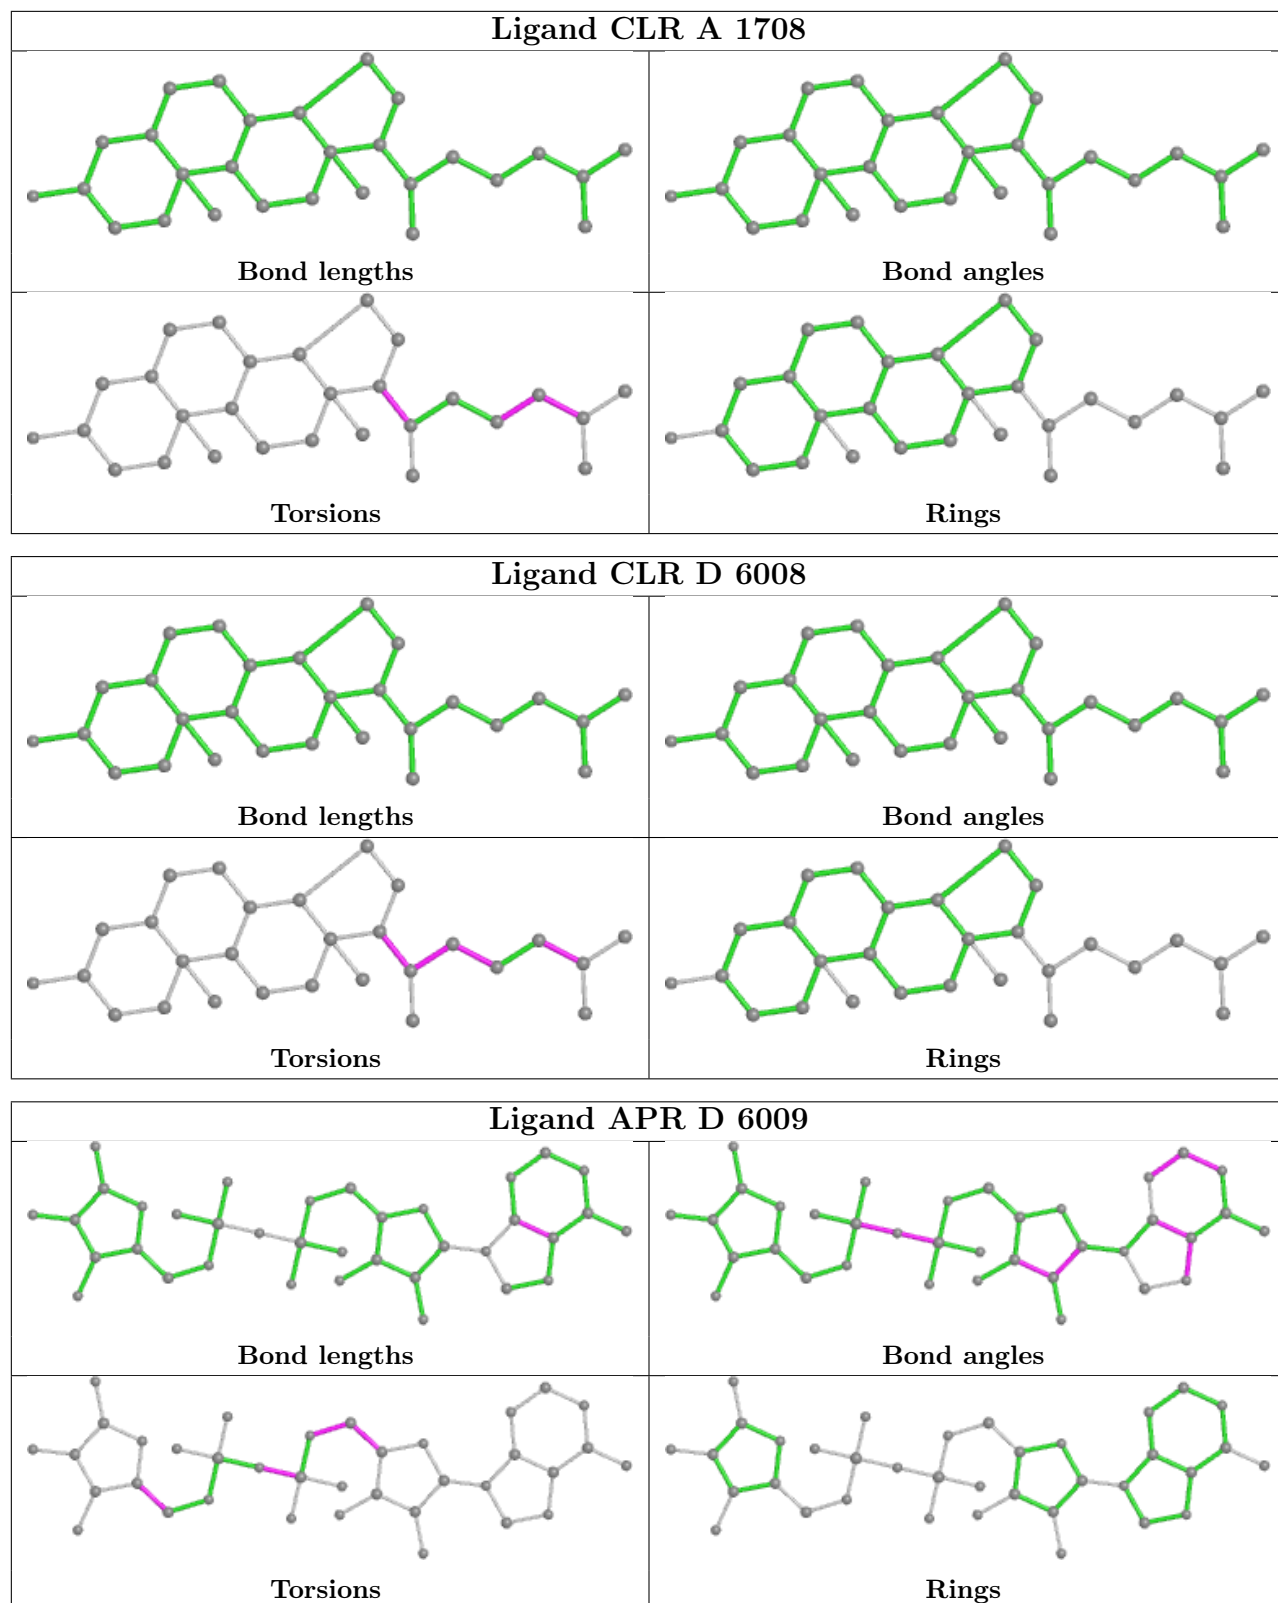 Ligand CLR A 1708
Bond lengths
Bond angles
Torsions
Rings
Ligand CLR D 6008
Bond lengths
Bond angles
Torsions
Rings
Ligand APR D 6009
Bond lengths
Bond angles
Torsions
Rings